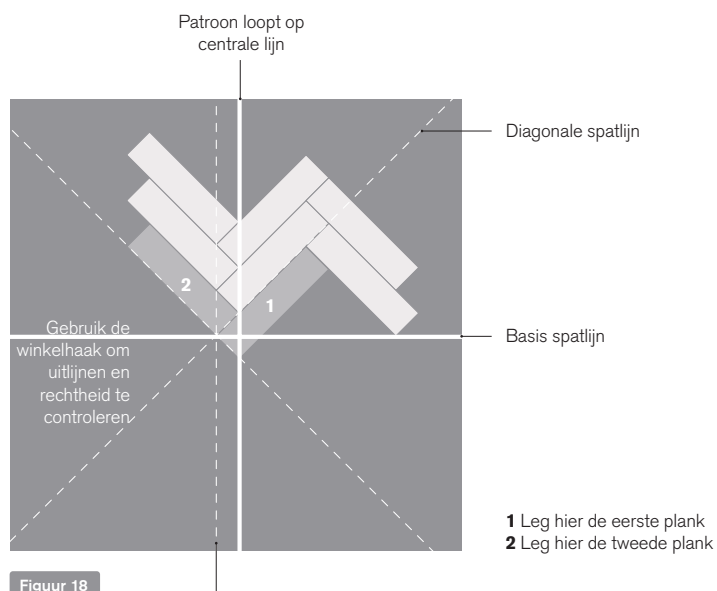 Patroon loopt op
centrale lijn
Diagonale spatlijn
2
1
Gebruik de
winkelhaak om
uitlijnen en
rechtheid te
controleren
Basis spatlijn
1 Leg hier de eerste plank
2 Leg hier de tweede plank
Figuur 18